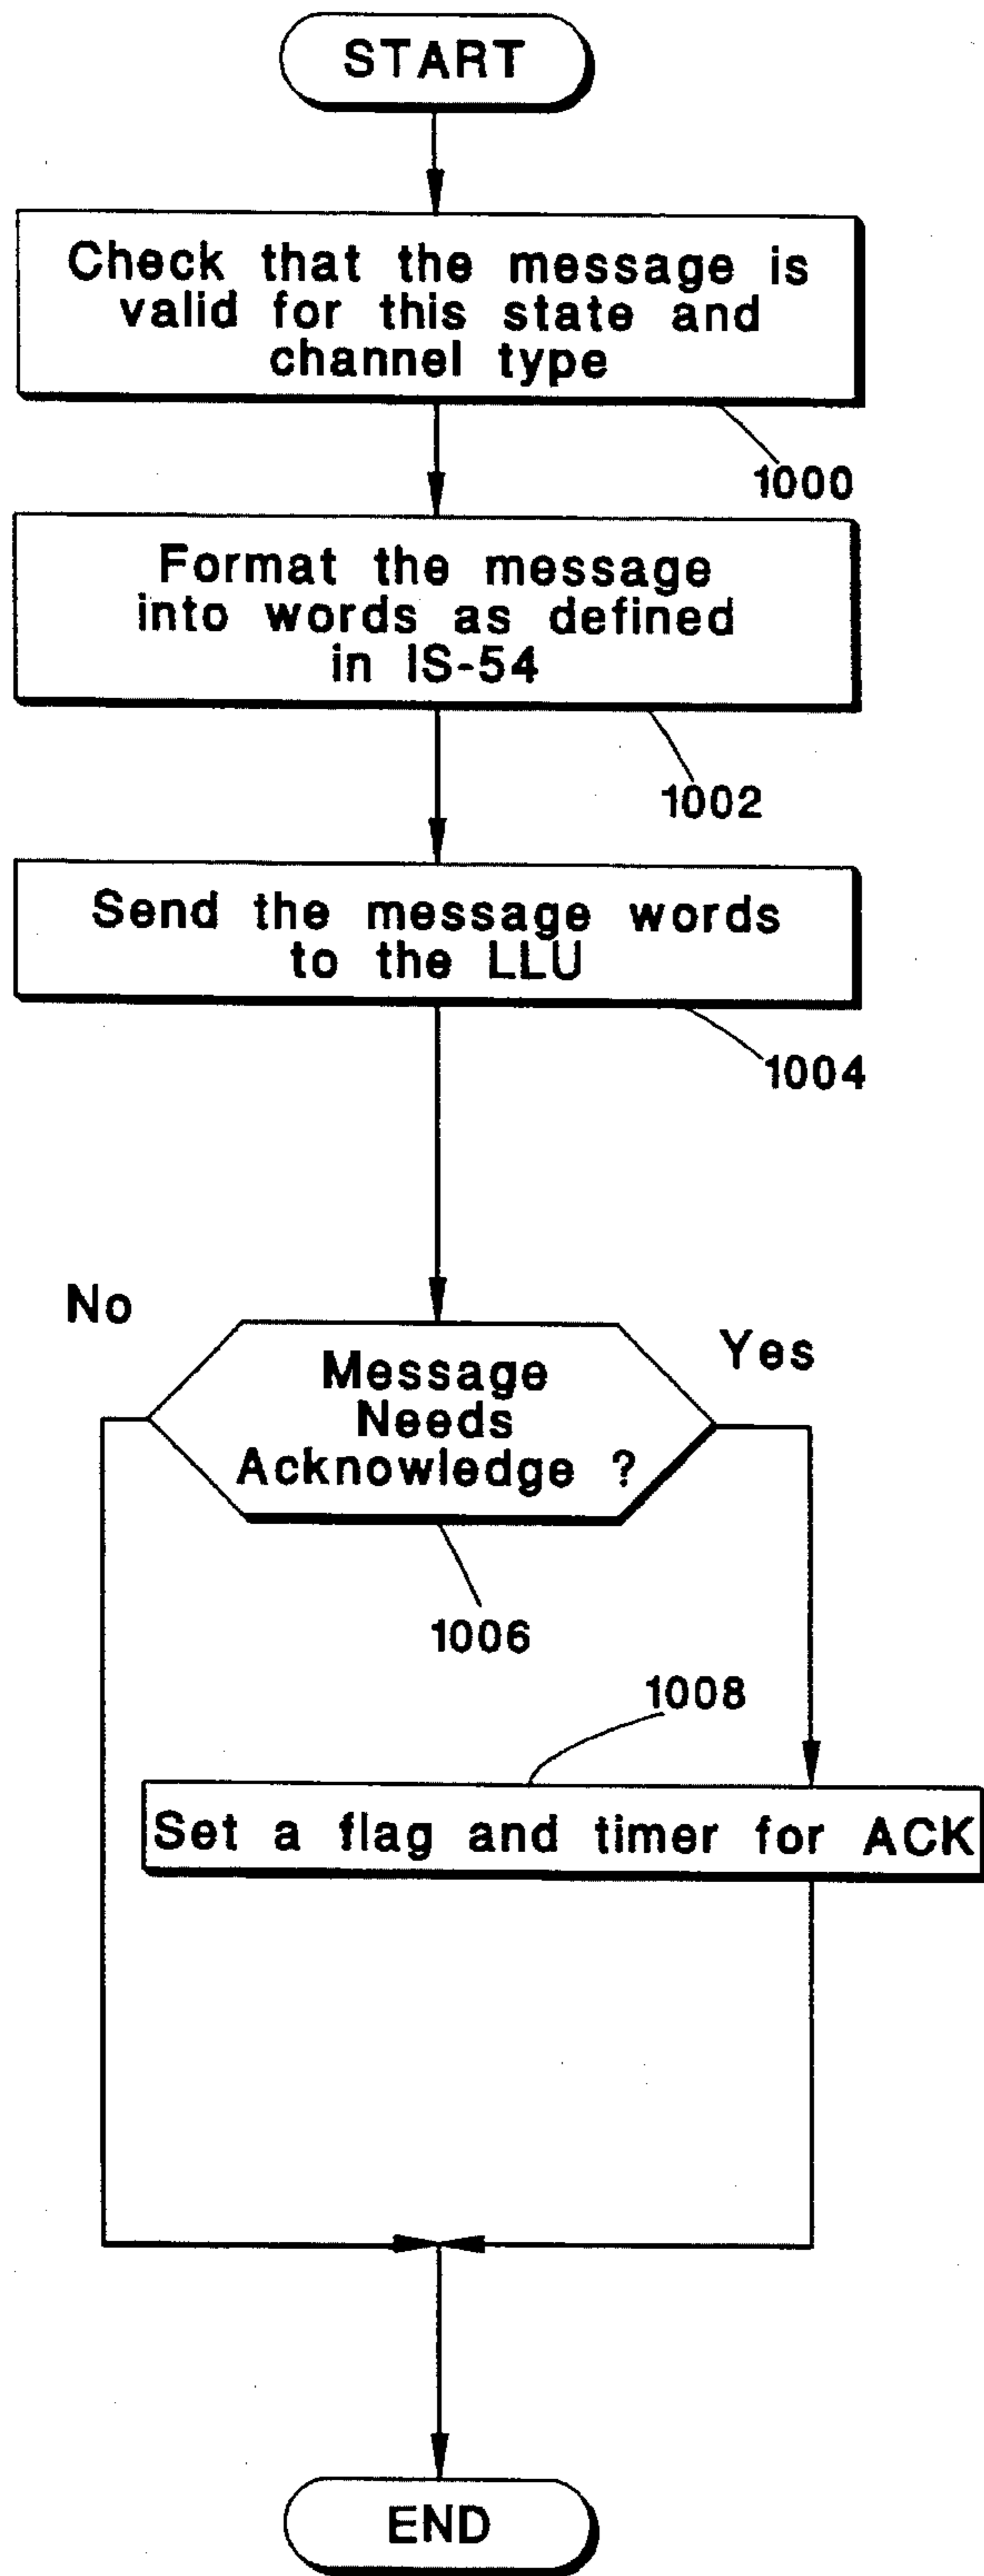 START
Check that the message is
valid for this state and
channel type
1000
Format the message
into words as defined
in IS-54
1002
Send the message words
to the LLU
1004
No
Yes
Message
Needs
Acknowledge ?
1006
1008
Set a flag and timer for ACK
END